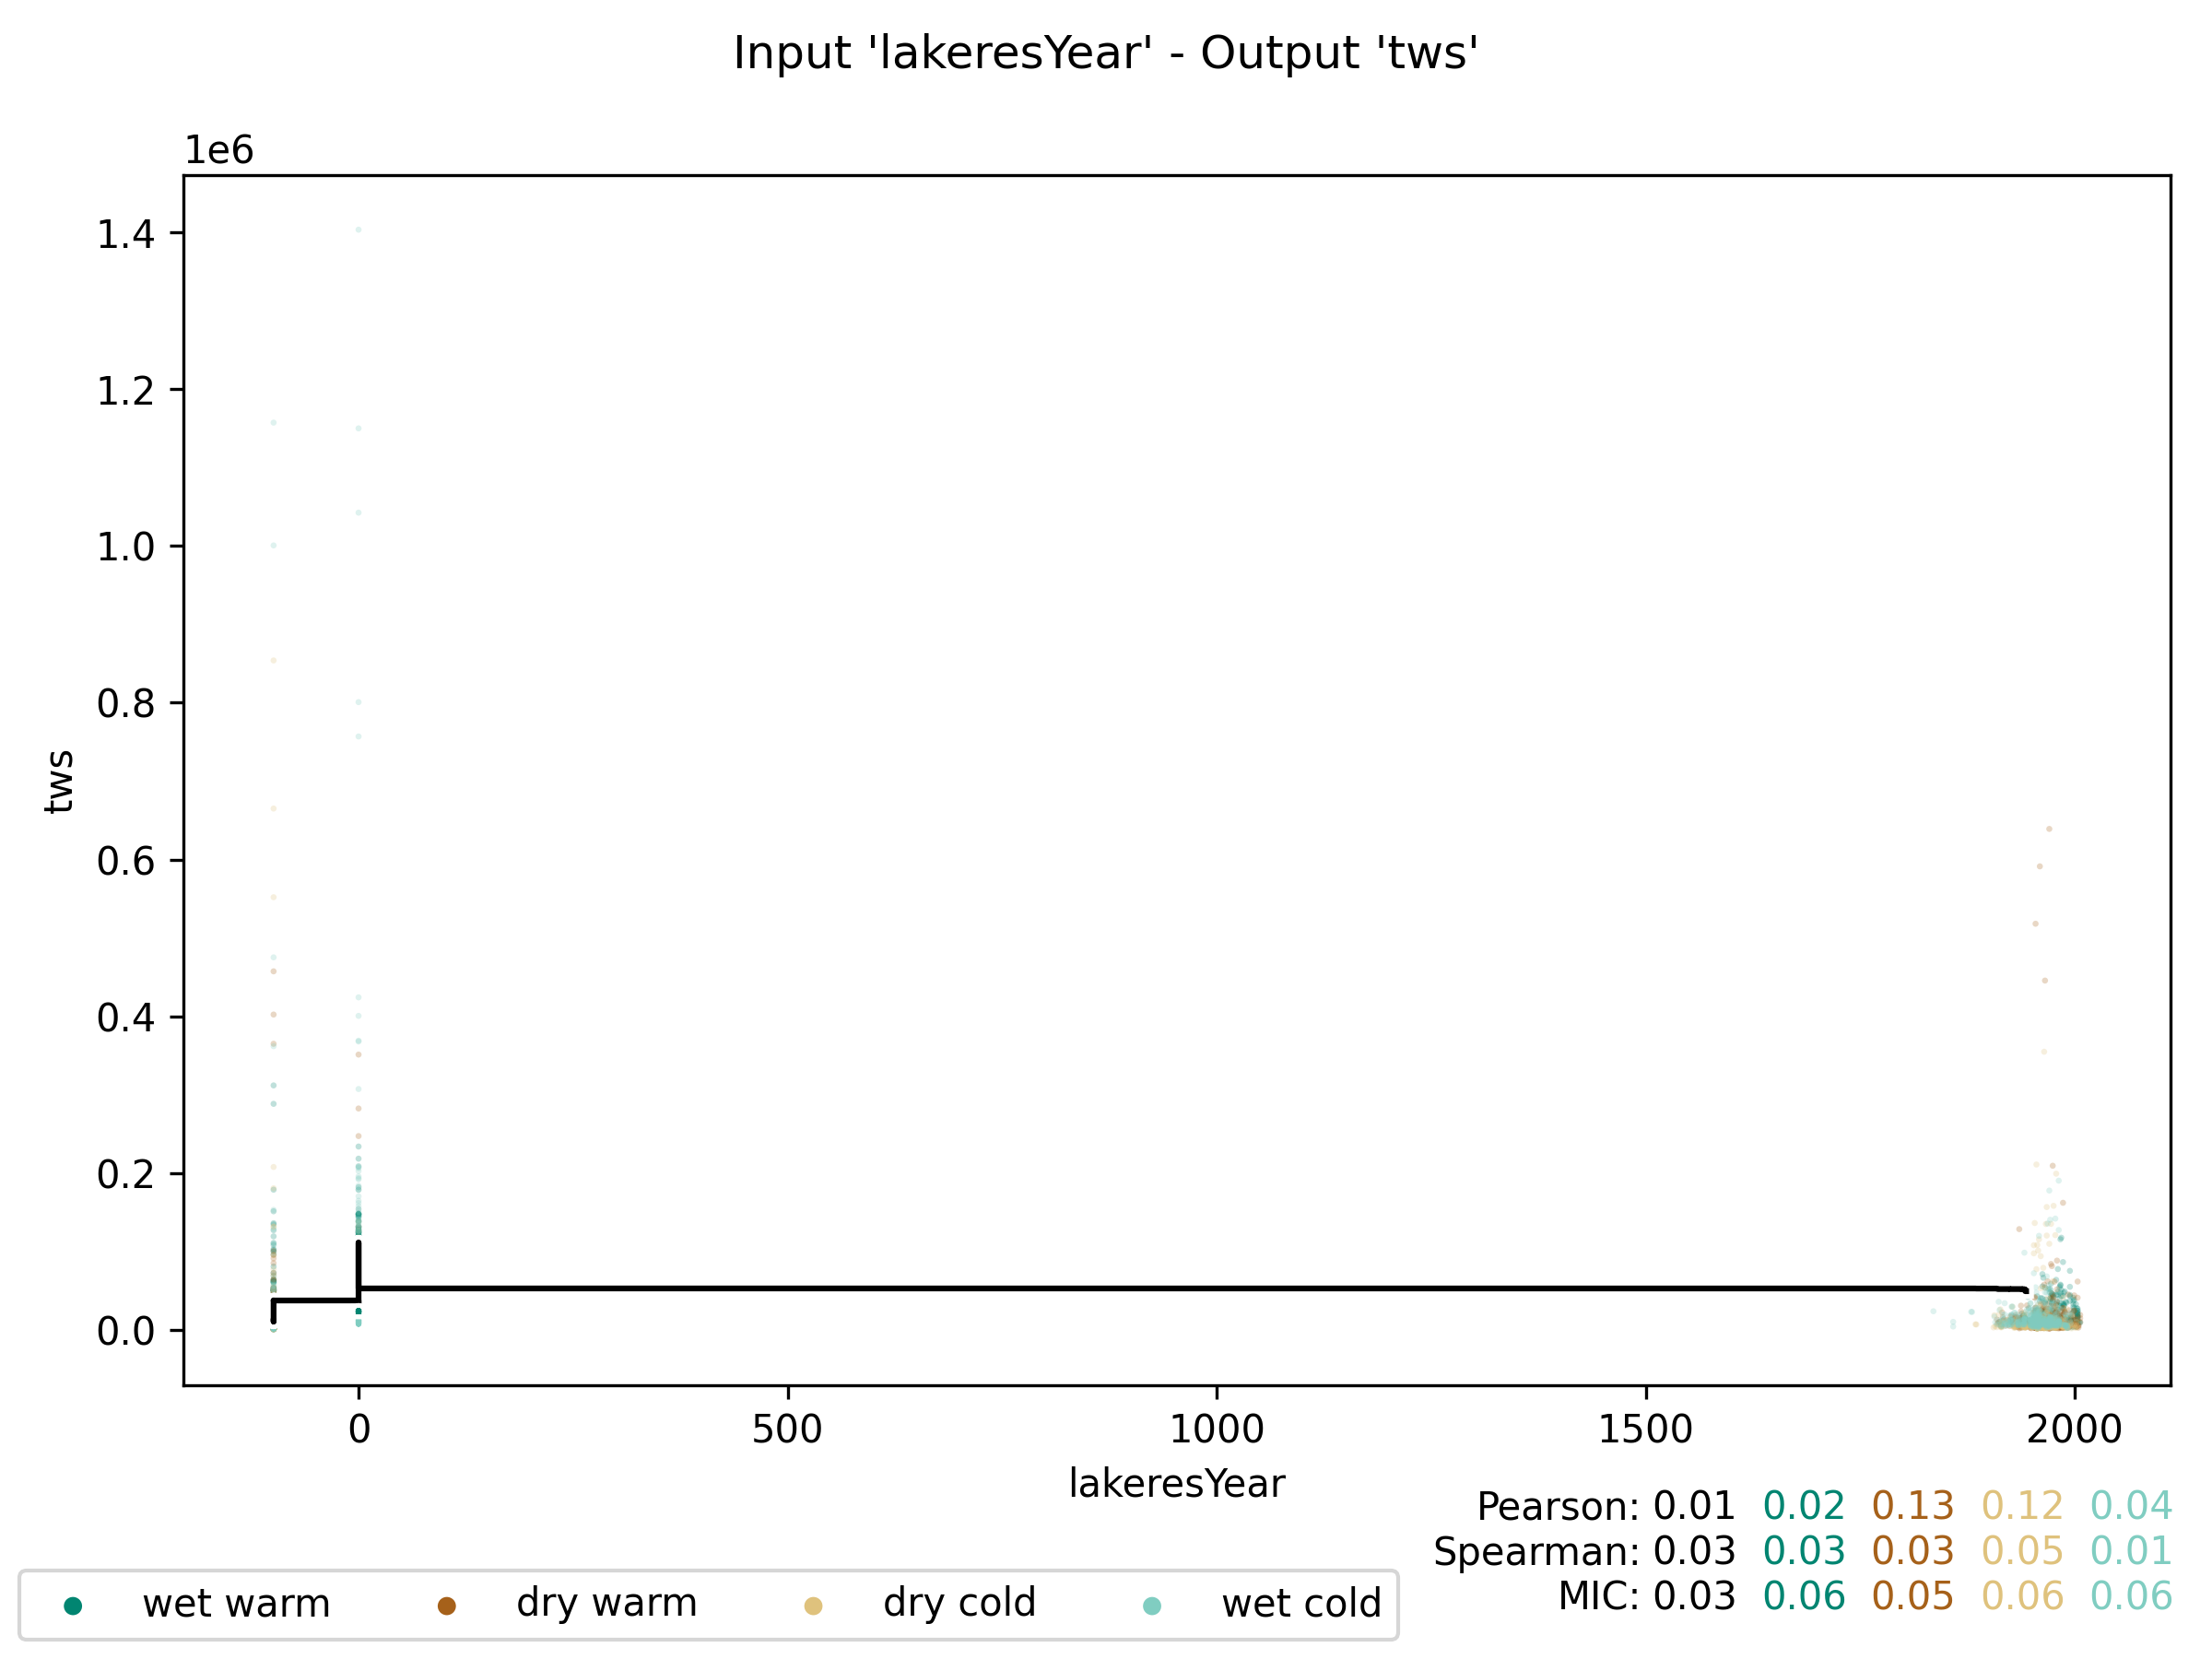 Input 'lakeresYear' - Output 'tws'
1e6
1.4
1.2
1.0
0.8
0.6
0.4
0.2
0.0
tws
0 500 1000 1500 2000
lakeresYear
Pearson: 0.01 0.02 0.13 0.12 0.04
Spearman: 0.03 0.03 0.03 0.05 0.01
MIC: 0.03 0.06 0.05 0.06 0.06
wet warm dry warm dry cold wet cold